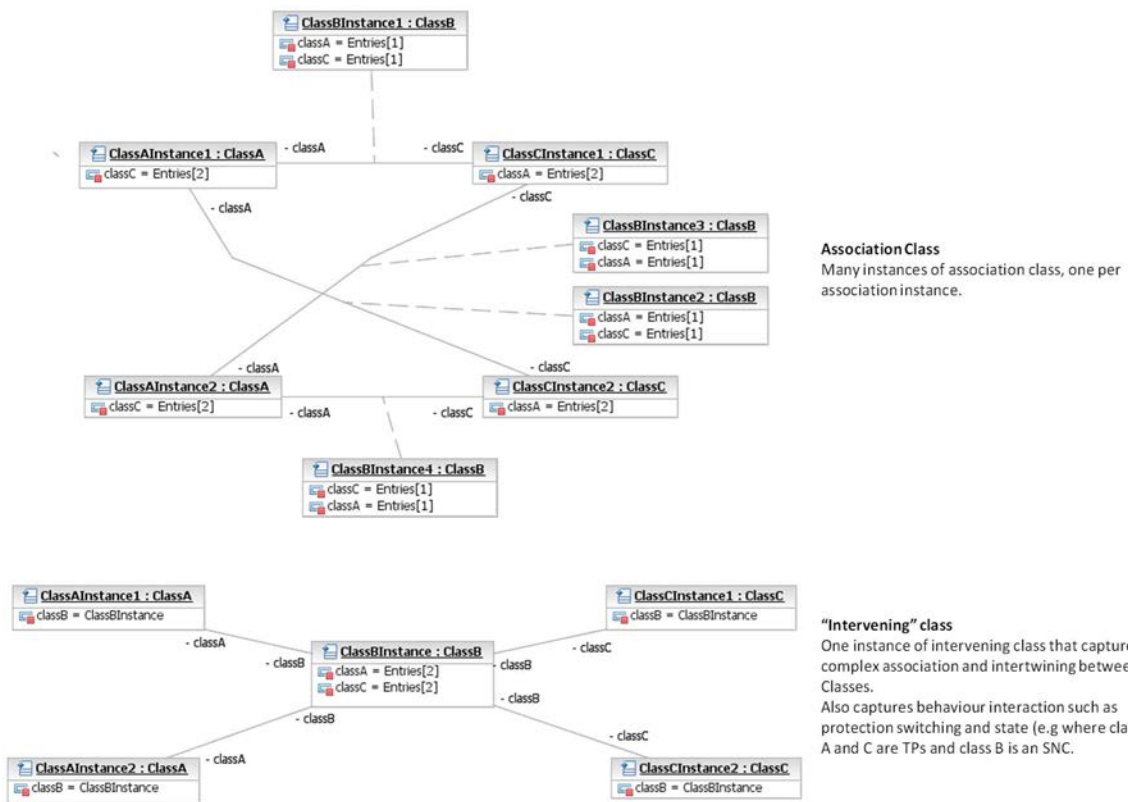 ClassBInstance1 : ClassB
classA = Entries[1]
classC = Entries[1]
ClassAInstance1 : ClassA
classC = Entries[2]
- classA
- classC
ClassCInstance1 : ClassC
classA = Entries[2]
- classA
- classC
ClassBInstance3 : ClassB
classC = Entries[1]
classA = Entries[1]
ClassBInstance2 : ClassB
classA = Entries[1]
classC = Entries[1]
Association Class
Many instances of association class, one per
association instance.
- classA
- classC
ClassAInstance2 : ClassA
classC = Entries[2]
- classA
- classC
ClassCInstance2 : ClassC
classA = Entries[2]
ClassBInstance4 : ClassB
classC = Entries[1]
classA = Entries[1]
ClassAInstance1 : ClassA
classB = ClassBInstance
- classA
- classB
ClassBInstance : ClassB
classA = Entries[2]
classC = Entries[2]
ClassCInstance1 : ClassC
classB = ClassBInstance
- classC
- classB
- classB
- classB
- classA
- classC
ClassAInstance2 : ClassA
classB = ClassBInstance
ClassCInstance2 : ClassC
classB = ClassBInstance
"Intervening" class
One instance of intervening class that capture
complex association and intertwining betwee
Classes.
Also captures behaviour interaction such as
protection switching and state (e.g where cla
A and C are TPs and class B is an SNC.